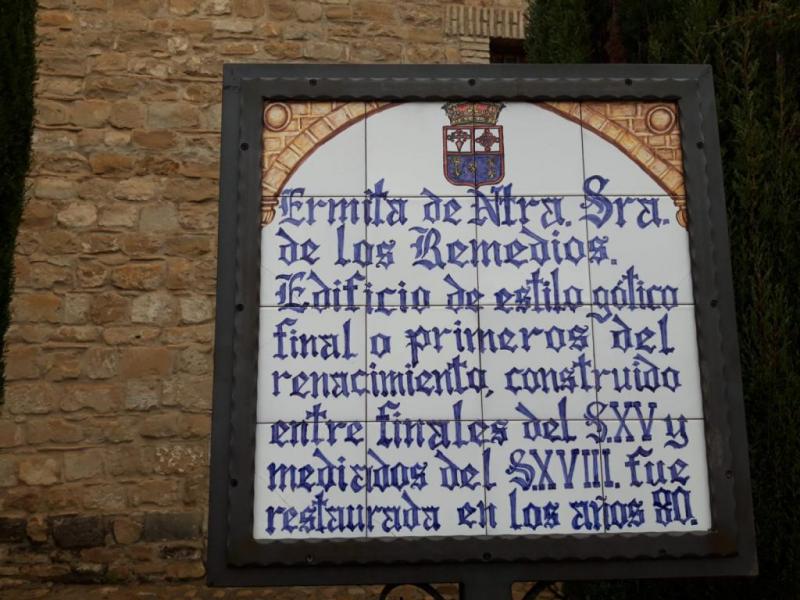 Ermita de Ntra. Sra.
de los Remedios.
Edificio de estilo gótico
final o primeros del
renacimiento, construido
entre finales del S.XV y
mediados del S.XVIII. fue
restaurada en los años 80.